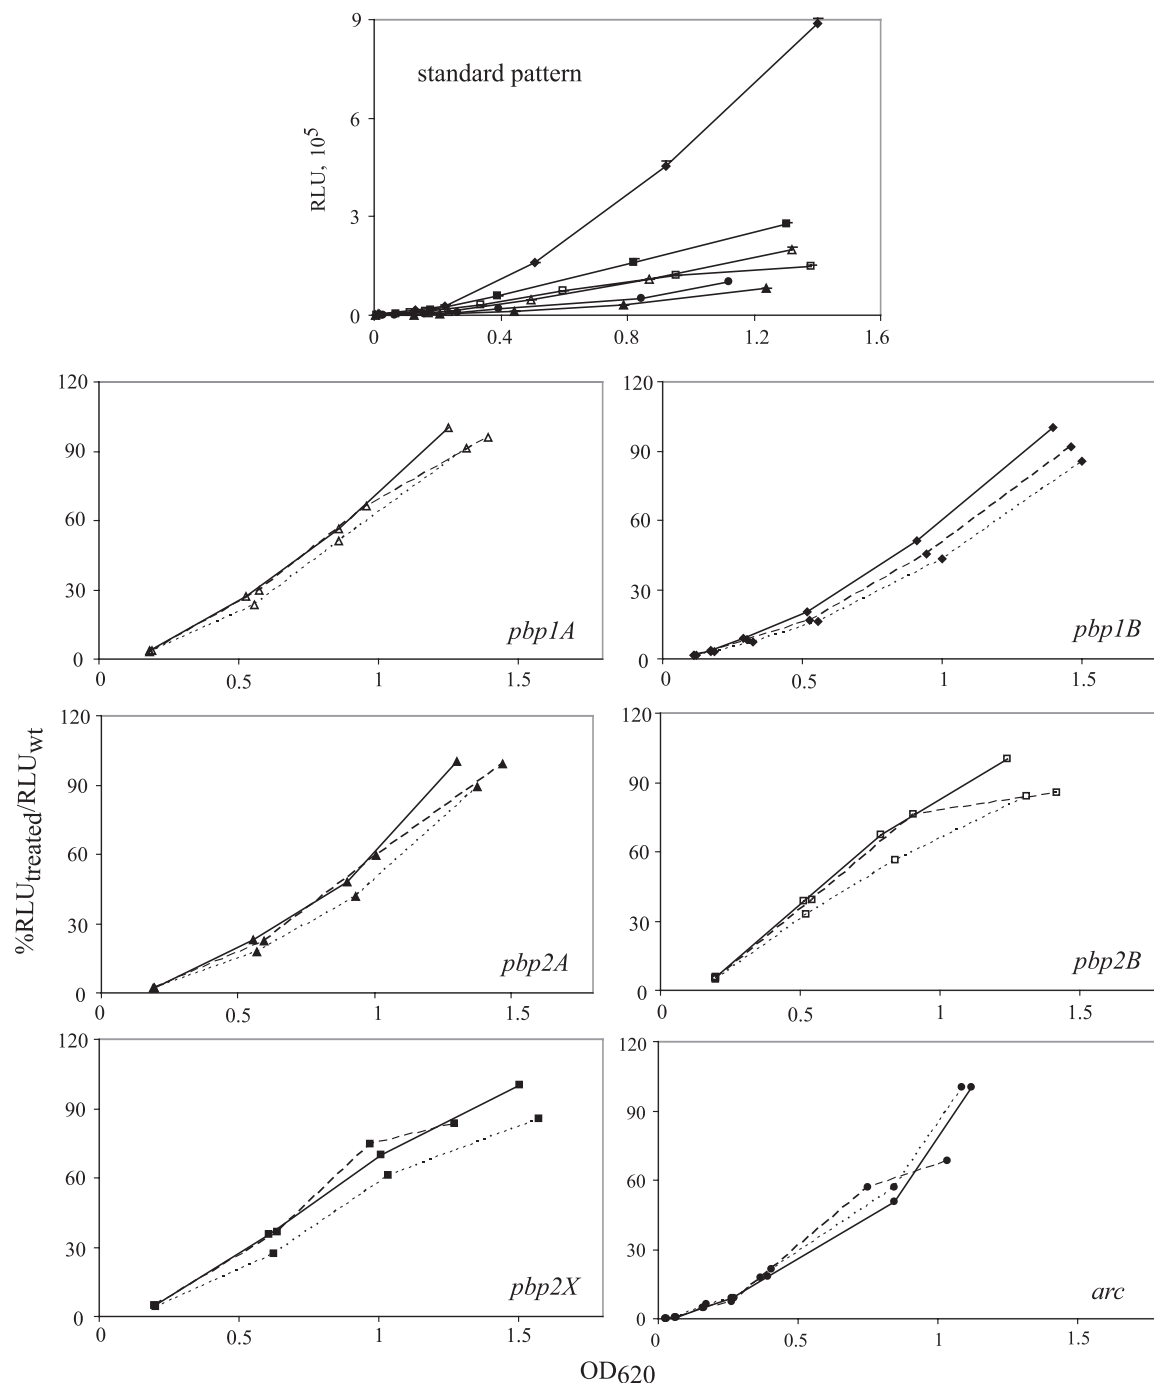 9
standard pattern
6
RLU, 10^5
3
0
0 0.4 0.8 1.2 1.6
120 120
90 90
60 60
30 30
pbp1A pbp1B
0 0
0 0.5 1 1.5 0 0.5 1 1.5
120 120
90 90
%RLUtreated/RLUwt
60 60
30 30
pbp2A pbp2B
0 0
0 0.5 1 1.5 0 0.5 1 1.5
120 120
90 90
60 60
30 30
pbp2X arc
0 0
0 0.5 1 1.5 0 0.5 1 1.5
OD620